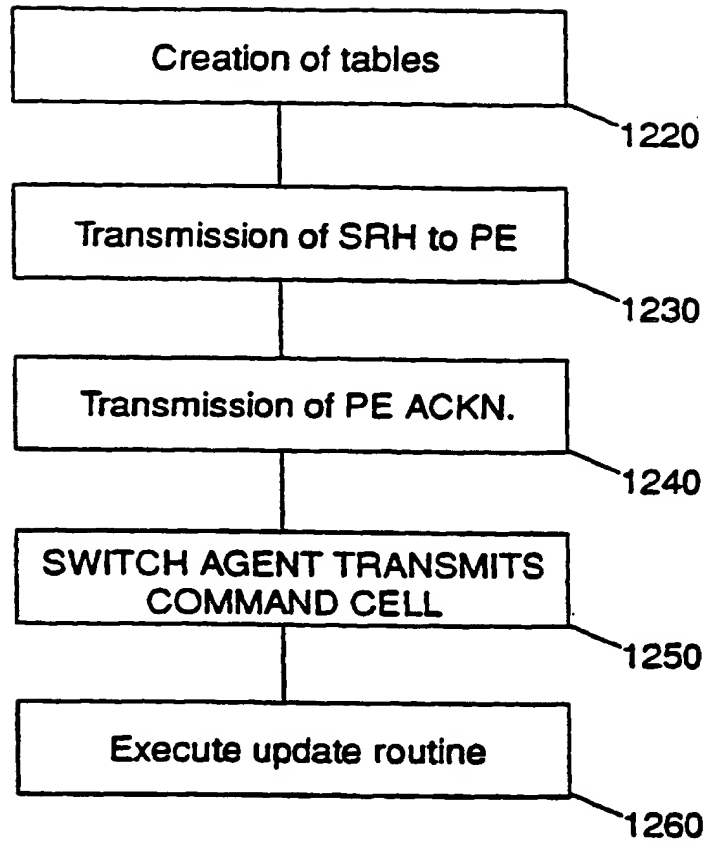 Creation of tables
1220
Transmission of SRH to PE
1230
Transmission of PE ACKN.
1240
SWITCH AGENT TRANSMITS
COMMAND CELL
1250
Execute update routine
1260